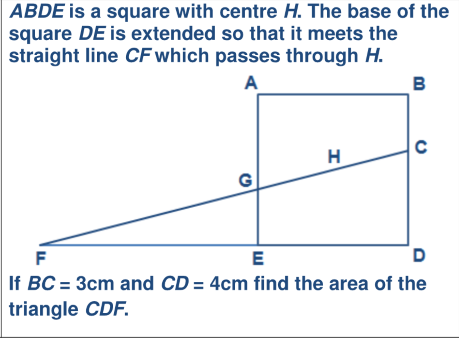 ABDE is a square with centre H. The base of the
square DE is extended so that it meets the
straight line CF which passes through H.
A B
C
H
G
F E D
If BC = 3cm and CD = 4cm find the area of the
triangle CDF.